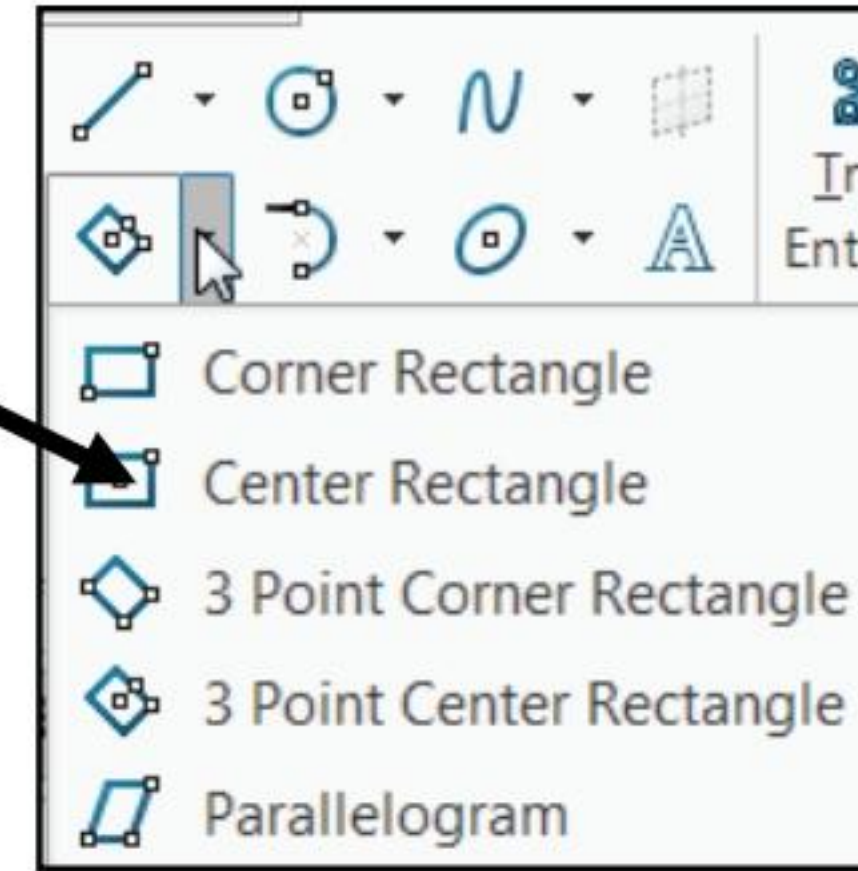 Corner Rectangle
Center Rectangle
3 Point Corner Rectangle
3 Point Center Rectangle
Parallelogram